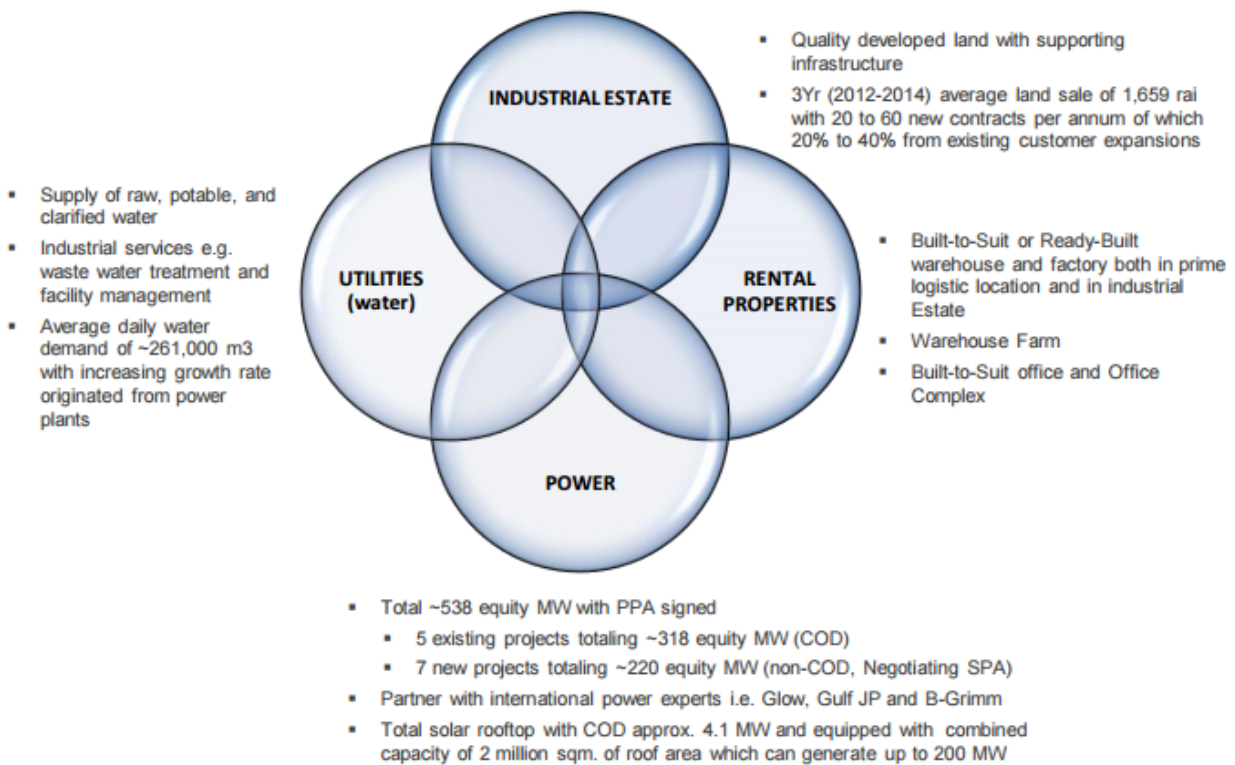 INDUSTRIAL ESTATE
▪ Quality developed land with supporting
infrastructure
▪ 3Yr (2012-2014) average land sale of 1,659 rai
with 20 to 60 new contracts per annum of which
20% to 40% from existing customer expansions
▪ Supply of raw, potable, and
clarified water
▪ Industrial services e.g.
waste water treatment and
facility management
▪ Average daily water
demand of ~261,000 m3
with increasing growth rate
originated from power
plants
UTILITIES
(water)
RENTAL
PROPERTIES
▪ Built-to-Suit or Ready-Built
warehouse and factory both in prime
logistic location and in industrial
Estate
▪ Warehouse Farm
▪ Built-to-Suit office and Office
Complex
POWER
▪ Total ~538 equity MW with PPA signed
▪ 5 existing projects totaling ~318 equity MW (COD)
▪ 7 new projects totaling ~220 equity MW (non-COD, Negotiating SPA)
▪ Partner with international power experts i.e. Glow, Gulf JP and B-Grimm
▪ Total solar rooftop with COD approx. 4.1 MW and equipped with combined
capacity of 2 million sqm. of roof area which can generate up to 200 MW